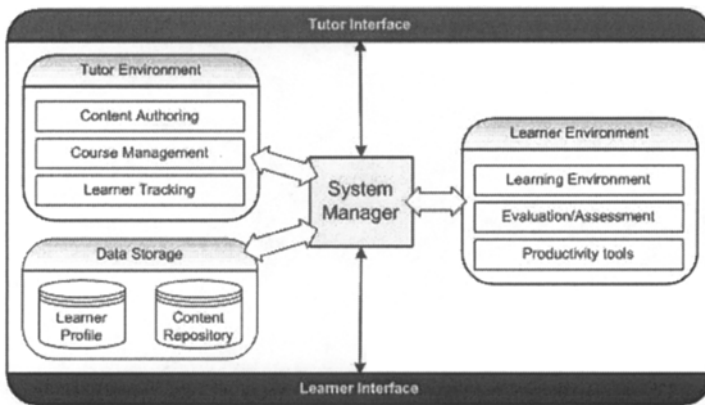 Tutor Interface
Tutor Environment
Content Authoring
Course Management
Learner Tracking
System
Manager
Learner Environment
Learning Environment
Evaluation/Assessment
Productivity tools
Data Storage
Learner
Profile
Content
Repository
Learner Interface